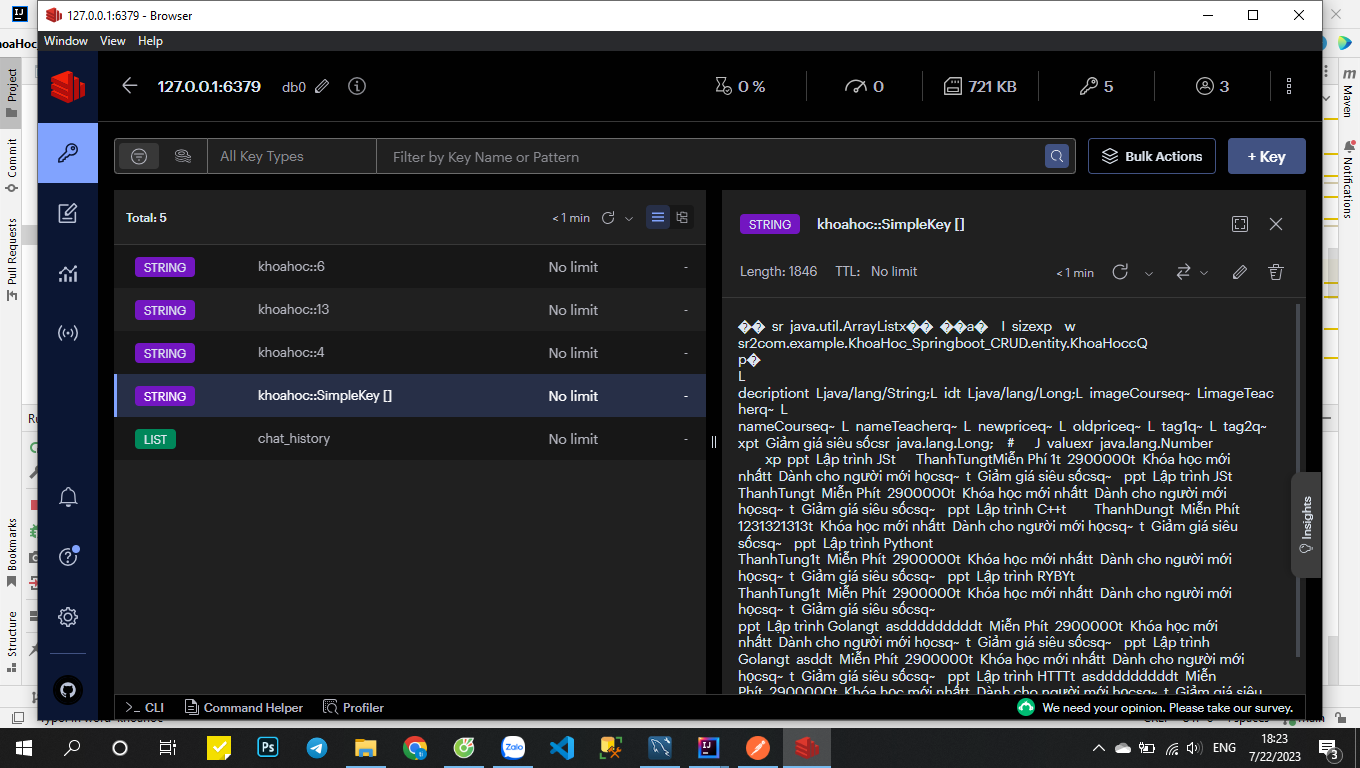 127.0.0.1:6379 - Browser
Window View Help
127.0.0.1:6379 db0 0 % 0 721 KB 5 3
All Key Types Filter by Key Name or Pattern Bulk Actions + Key
Total: 5 < 1 min
STRING khoahoc::6 No limit -
STRING khoahoc::13 No limit -
STRING khoahoc::4 No limit -
STRING khoahoc::SimpleKey [] No limit -
LIST chat_history No limit -
STRING khoahoc::SimpleKey []
Length: 1846 TTL: No limit < 1 min
�� sr java.util.ArrayListx�� ��a� I sizexp w
sr2com.example.KhoaHoc_Springboot_CRUD.entity.KhoaHoccQ
p�
L
decriptiont Ljava/lang/String;L idt Ljava/lang/Long;L imageCourseq~ LimageTeac
herq~ L
nameCourseq~ L nameTeacherq~ L newpriceq~ L oldpriceq~ L tag1q~ L tag2q~
xpt Giảm giá siêu sốcsr java.lang.Long; # J valuexr java.lang.Number
xp ppt Lập trình JSt ThanhTungtMiễn Phí 1t 2900000t Khóa học mới
nhấtt Dành cho người mới họcsq~ t Giảm giá siêu sốcsq~ ppt Lập trình JSt
ThanhTungt Miễn Phít 2900000t Khóa học mới nhấtt Dành cho người mới
họcsq~ t Giảm giá siêu sốcsq~ ppt Lập trình C++t ThanhDungt Miễn Phít
1231321313t Khóa học mới nhấtt Dành cho người mới họcsq~ t Giảm giá siêu
sốcsq~ ppt Lập trình Pythont
ThanhTung1t Miễn Phít 2900000t Khóa học mới nhấtt Dành cho người mới
họcsq~ t Giảm giá siêu sốcsq~ ppt Lập trình RYBYt
ThanhTung1t Miễn Phít 2900000t Khóa học mới nhấtt Dành cho người mới
họcsq~ t Giảm giá siêu sốcsq~
ppt Lập trình Golangt asdddddddddt Miễn Phít 2900000t Khóa học mới
nhấtt Dành cho người mới họcsq~ t Giảm giá siêu sốcsq~ ppt Lập trình
Golangt asddt Miễn Phít 2900000t Khóa học mới nhấtt Dành cho người mới
họcsq~ t Giảm giá siêu sốcsq~ ppt Lập trình HTTTt asdddddddddt Miễn
Phít 2900000t Khóa học mới nhấtt Dành cho người mới họcsq~ t Giảm giá siêu
Insights
>_ CLI Command Helper Profiler We need your opinion. Please take our survey.
Project
Commit
Pull Requests
Bookmarks
Structure
Maven
Notifications
ENG
18:23
7/22/2023
3
Ps
Zalo